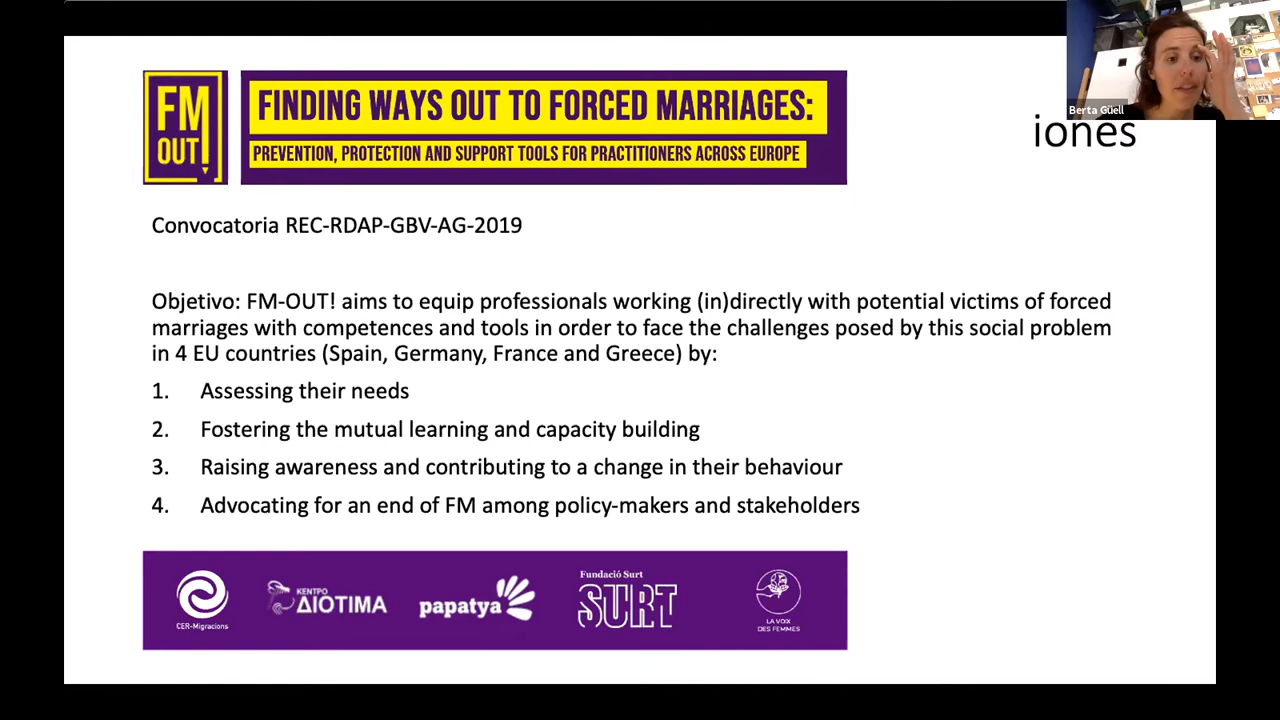 FM
OUT!
FINDING WAYS OUT TO FORCED MARRIAGES:
PREVENTION, PROTECTION AND SUPPORT TOOLS FOR PRACTITIONERS ACROSS EUROPE
Berta Güell
iones
Convocatoria REC-RDAP-GBV-AG-2019
Objetivo: FM-OUT! aims to equip professionals working (in)directly with potential victims of forced
marriages with competences and tools in order to face the challenges posed by this social problem
in 4 EU countries (Spain, Germany, France and Greece) by:
1. Assessing their needs
2. Fostering the mutual learning and capacity building
3. Raising awareness and contributing to a change in their behaviour
4. Advocating for an end of FM among policy-makers and stakeholders
CER-Migracions
ΚΕΝΤΡΟ
ΔΙΟΤΙΜΑ
papatya
Fundació Surt
SURT
LA VOIX
DES FEMMES